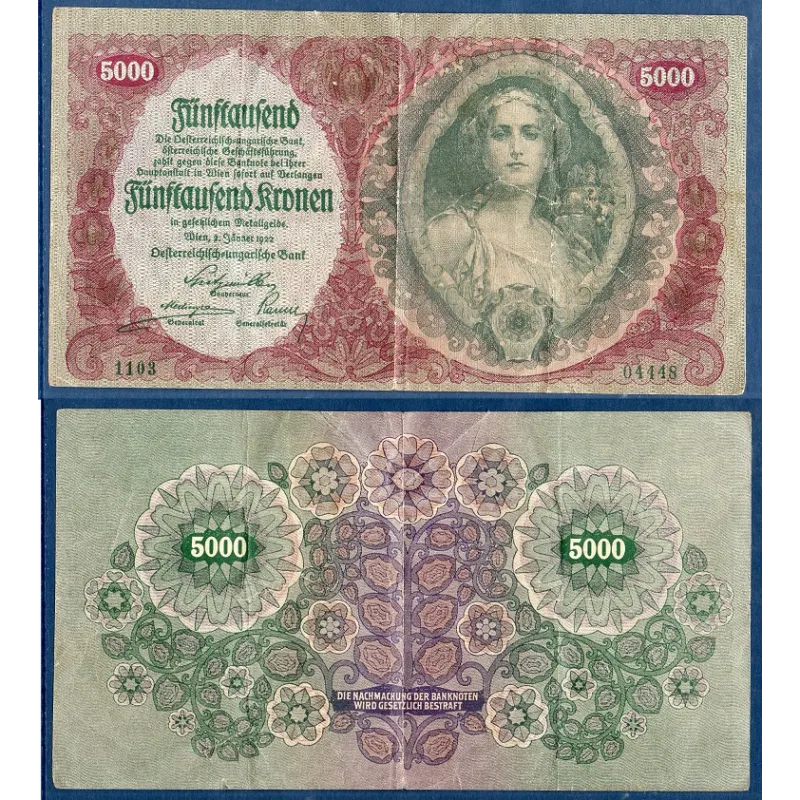 5000
5000
Fünftausend
Die Oesterreichisch-ungarische Bank,
österreichische Geschäftsführung,
zahlt gegen diese Banknote bei ihrer
Hauptanstalt in Wien sofort auf Verlangen
Fünftausend Kronen
in gesetzlichem Metallgelde.
Wien, 2. Jänner 1922
Oesterreichisch-ungarische Bank
Gouverneur
Generalrat
Generalsekretär
1103
04448
5000
5000
DIE NACHMACHUNG DER BANKNOTEN
WIRD GESETZLICH BESTRAFT